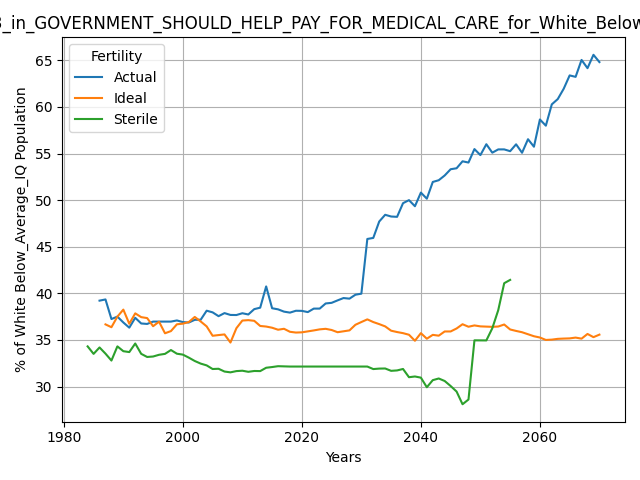 _in_GOVERNMENT_SHOULD_HELP_PAY_FOR_MEDICAL_CARE_for_White_Below
Fertility
Actual
Ideal
Sterile
% of White Below_Average_IQ Population
65
60
55
50
45
40
35
30
1980
2000
2020
2040
2060
Years